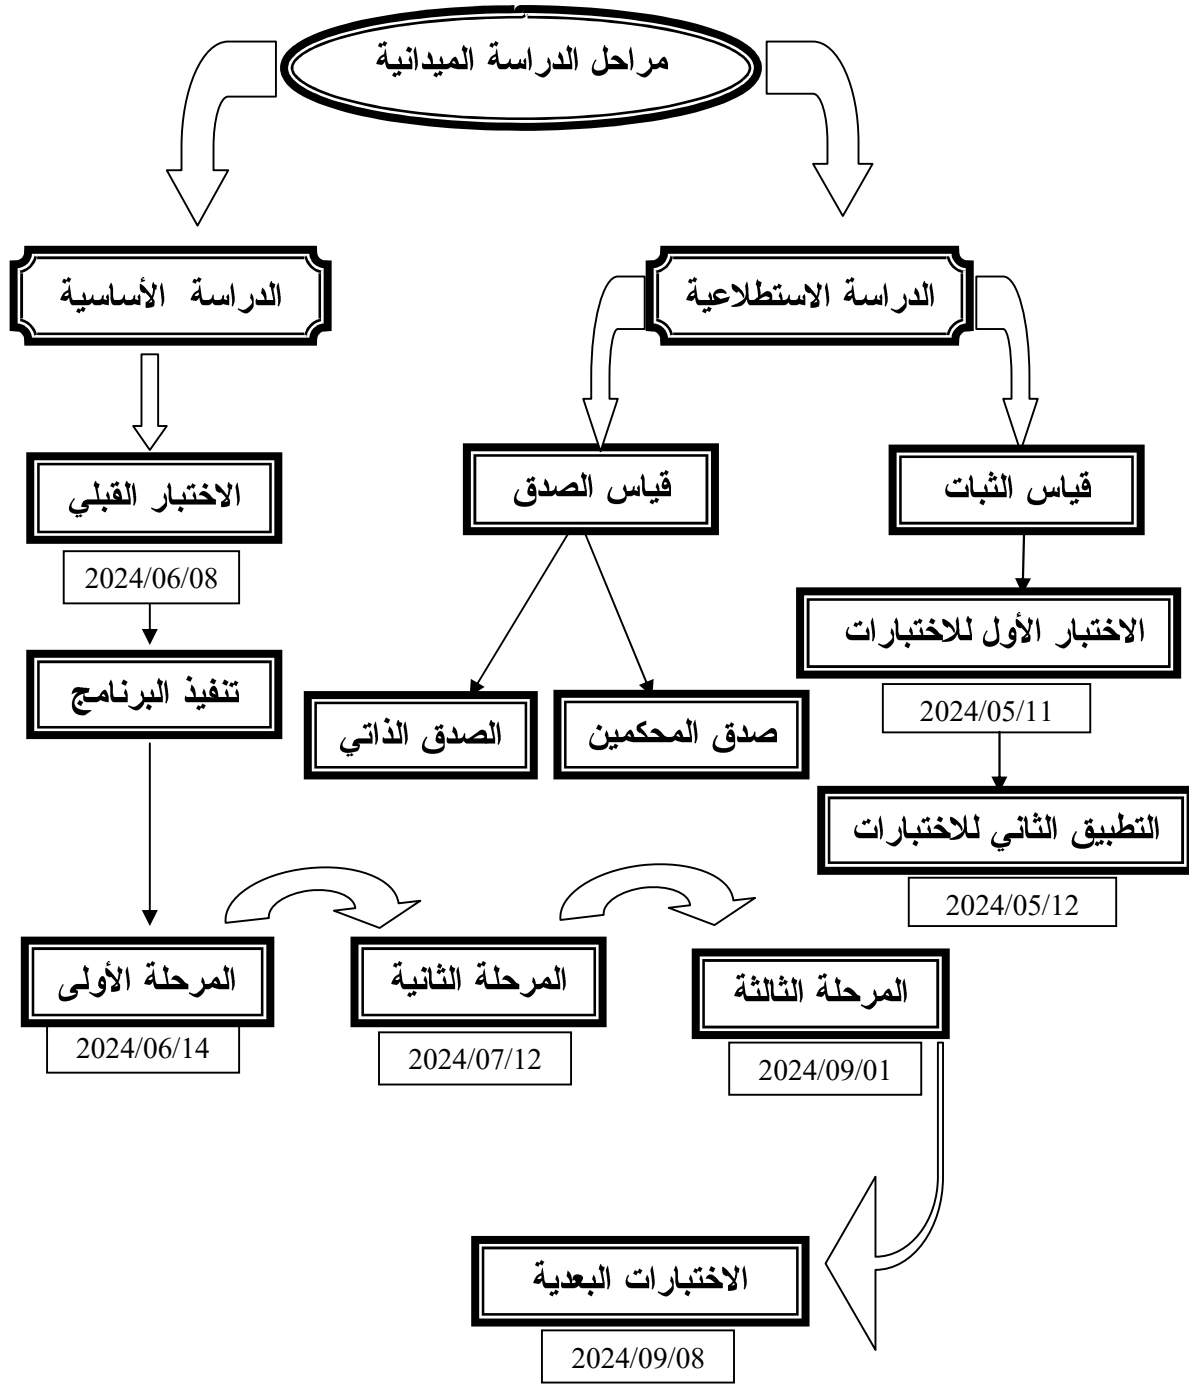 مراحل الدراسة الميدانية
الدراسة الاستطلاعية
الدراسة الأساسية
قياس الثبات
قياس الصدق
الاختبار القبلي
2024/06/08
الاختبار الأول للاختبارات
2024/05/11
تنفيذ البرنامج
صدق المحكمين
الصدق الذاتي
التطبيق الثاني للاختبارات
2024/05/12
المرحلة الأولى
2024/06/14
المرحلة الثانية
2024/07/12
المرحلة الثالثة
2024/09/01
الاختبارات البعدية
2024/09/08